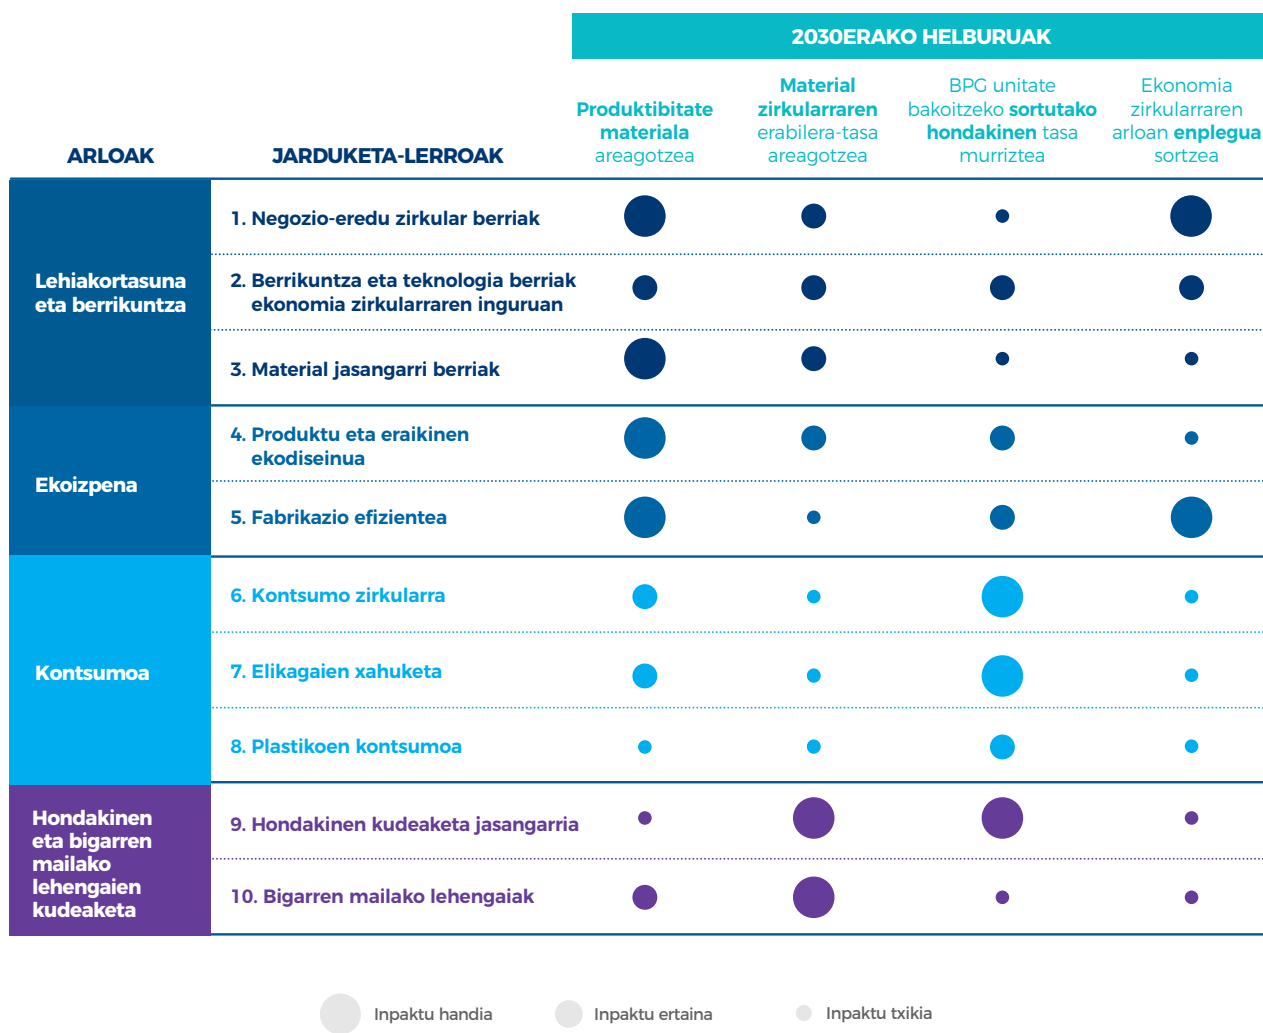 2030ERAKO HELBURUAK
ARLOAK
JARDUKETA-LERROAK
Produktibitate
materiala
areagotzea
Material
zirkularraren
erabilera-tasa
areagotzea
BPG unitate
bakoitzeko sortutako
hondakinen tasa
murriztea
Ekonomia
zirkularraren
arloan enplegua
sortzea
Lehiakortasuna
eta berrikuntza
1. Negozio-eredu zirkular berriak
2. Berrikuntza eta teknologia berriak
ekonomia zirkularraren inguruan
3. Material jasangarri berriak
Ekoizpena
4. Produktu eta eraikinen
ekodiseinua
5. Fabrikazio efizientea
Kontsumoa
6. Kontsumo zirkularra
7. Elikagaien xahuketa
8. Plastikoen kontsumoa
Hondakinen
eta bigarren
mailako
lehengaien
kudeaketa
9. Hondakinen kudeaketa jasangarria
10. Bigarren mailako lehengaiak
Inpaktu handia
Inpaktu ertaina
Inpaktu txikia